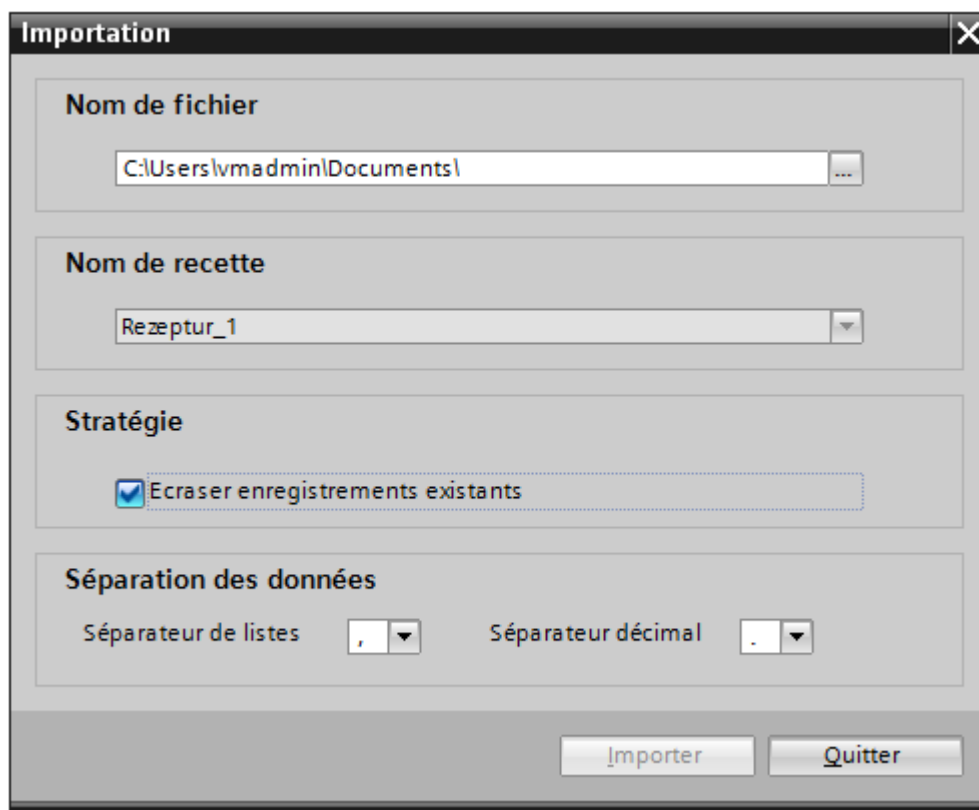 Importation
Nom de fichier
C:\Users\vmadmin\Documents\
...
Nom de recette
Rezeptur_1
Stratégie
Ecraser enregistrements existants
Séparation des données
Séparateur de listes , Séparateur décimal .
Importer Quitter